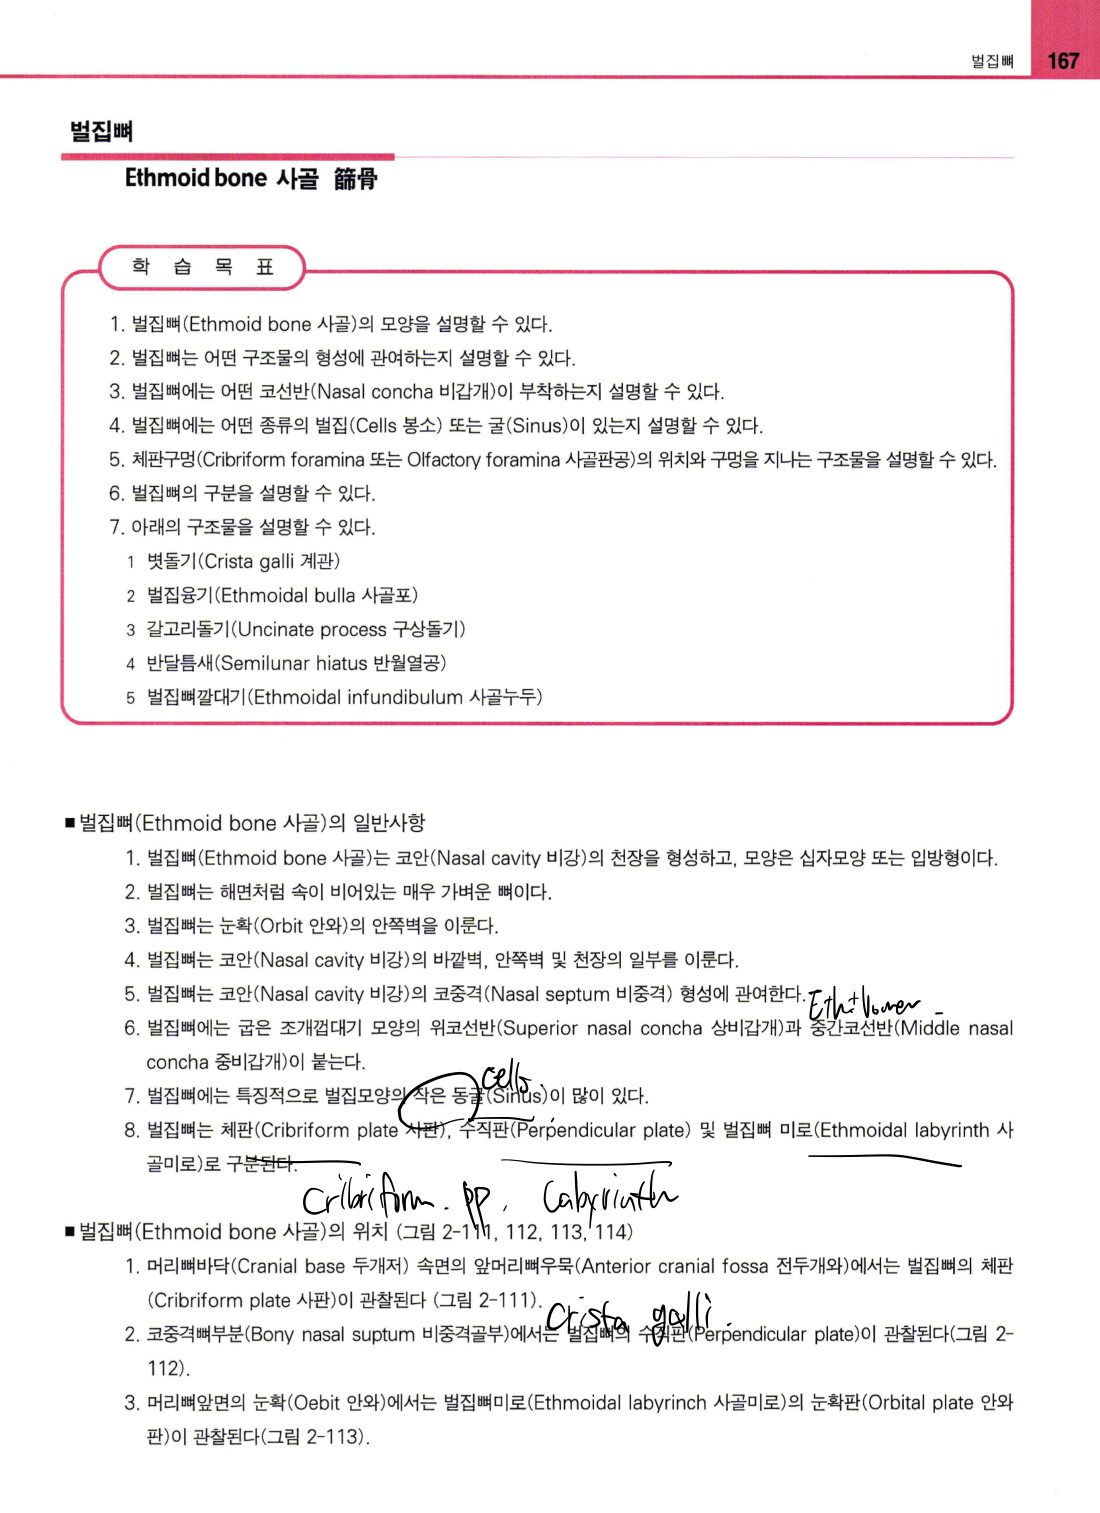 벌집뼈 167
벌집뼈
Ethmoid bone 사골 篩骨
학 습 목 표
1. 벌집뼈(Ethmoid bone 사골)의 모양을 설명할 수 있다.
2. 벌집뼈는 어떤 구조물의 형성에 관여하는지 설명할 수 있다.
3. 벌집뼈에는 어떤 코선반(Nasal concha 비갑개)이 부착하는지 설명할 수 있다.
4. 벌집뼈에는 어떤 종류의 벌집(Cells 봉소) 또는 굴(Sinus)이 있는지 설명할 수 있다.
5. 체판구멍(Cribriform foramina 또는 Olfactory foramina 사골판공)의 위치와 구멍을 지나는 구조물을 설명할 수 있다.
6. 벌집뼈의 구분을 설명할 수 있다.
7. 아래의 구조물을 설명할 수 있다.
1 볏돌기(Crista galli 계관)
2 벌집융기(Ethmoidal bulla 사골포)
3 갈고리돌기(Uncinate process 구상돌기)
4 반달틈새(Semilunar hiatus 반월열공)
5 벌집뼈깔대기(Ethmoidal infundibulum 사골누두)
■ 벌집뼈(Ethmoid bone 사골)의 일반사항
1. 벌집뼈(Ethmoid bone 사골)는 코안(Nasal cavity 비강)의 천장을 형성하고, 모양은 십자모양 또는 입방형이다.
2. 벌집뼈는 해면처럼 속이 비어있는 매우 가벼운 뼈이다.
3. 벌집뼈는 눈확(Orbit 안와)의 안쪽벽을 이룬다.
4. 벌집뼈는 코안(Nasal cavity 비강)의 바깥벽, 안쪽벽 및 천장의 일부를 이룬다.
5. 벌집뼈는 코안(Nasal cavity 비강)의 코중격(Nasal septum 비중격) 형성에 관여한다.
Eth+Vomer
6. 벌집뼈에는 굽은 조개껍대기 모양의 위코선반(Superior nasal concha 상비갑개)과 중간코선반(Middle nasal
concha 중비갑개)이 붙는다.
cells
7. 벌집뼈에는 특징적으로 벌집모양의 작은 동굴(Sinus)이 많이 있다.
8. 벌집뼈는 체판(Cribriform plate 사판), 수직판(Perpendicular plate) 및 벌집뼈 미로(Ethmoidal labyrinth 사
골미로)로 구분된다.
Cribriform. pp. Labyrinth
■ 벌집뼈(Ethmoid bone 사골)의 위치 (그림 2-111, 112, 113, 114)
1. 머리뼈바닥(Cranial base 두개저) 속면의 앞머리뼈우묵(Anterior cranial fossa 전두개와)에서는 벌집뼈의 체판
(Cribriform plate 사판)이 관찰된다 (그림 2-111).
Crista galli.
2. 코중격뼈부분(Bony nasal suptum 비중격골부)에서는 벌집뼈의 수직판(Perpendicular plate)이 관찰된다(그림 2-
112).
3. 머리뼈앞면의 눈확(Oebit 안와)에서는 벌집뼈미로(Ethmoidal labyrinch 사골미로)의 눈확판(Orbital plate 안와
판)이 관찰된다(그림 2-113).